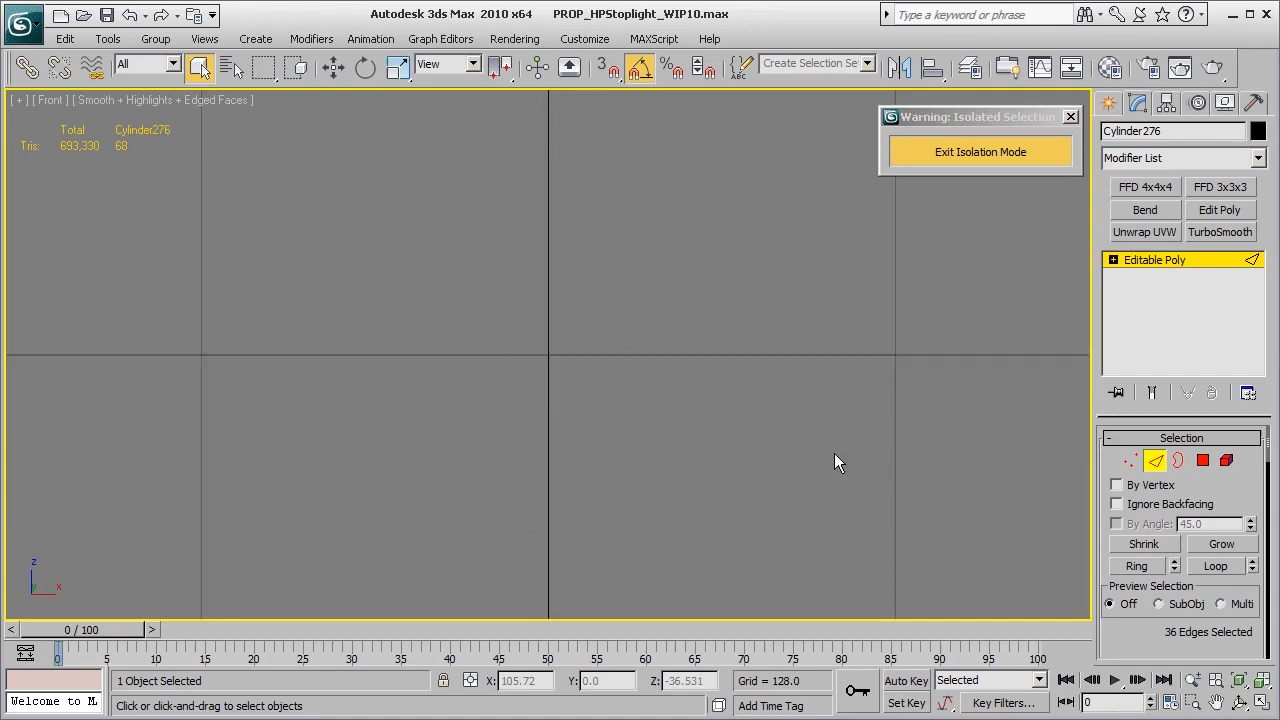 Autodesk 3ds Max 2010 x64 PROP_HPStoplight_WIP10.max
Type a keyword or phrase
Edit Tools Group Views Create Modifiers Animation Graph Editors Rendering Customize MAXScript Help
All View 3 % ABC Create Selection Se
[ + ] [ Front ] [ Smooth + Highlights + Edged Faces ]
Total Cylinder276
Tris: 693,330 68
Warning: Isolated Selection
Exit Isolation Mode
Cylinder276
Modifier List
FFD 4x4x4 FFD 3x3x3
Bend Edit Poly
Unwrap UVW TurboSmooth
Editable Poly
- Selection
By Vertex
Ignore Backfacing
By Angle: 45.0
Shrink Grow
Ring Loop
Preview Selection
Off SubObj Multi
36 Edges Selected
z
y x
< 0 / 100 >
0 5 10 15 20 25 30 35 40 45 50 55 60 65 70 75 80 85 90 95 100
1 Object Selected X: 105.72 Y: 0.0 Z: -36.531 Grid = 128.0 Auto Key Selected
Welcome to M Click or click-and-drag to select objects Add Time Tag Set Key Key Filters... 0